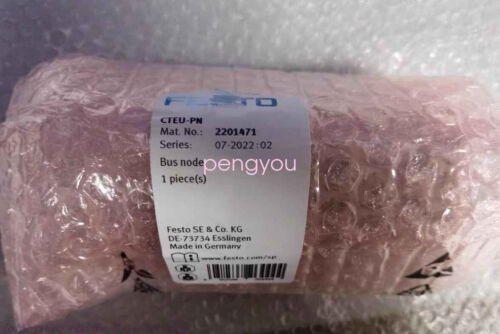 FESTO
CTEU-PN
Mat. No.: 2201471
Series: 07-2022:02
Bus node
pengyou
1 piece(s)
Festo SE & Co. KG
DE-73734 Esslingen
Made in Germany
www.festo.com/sp